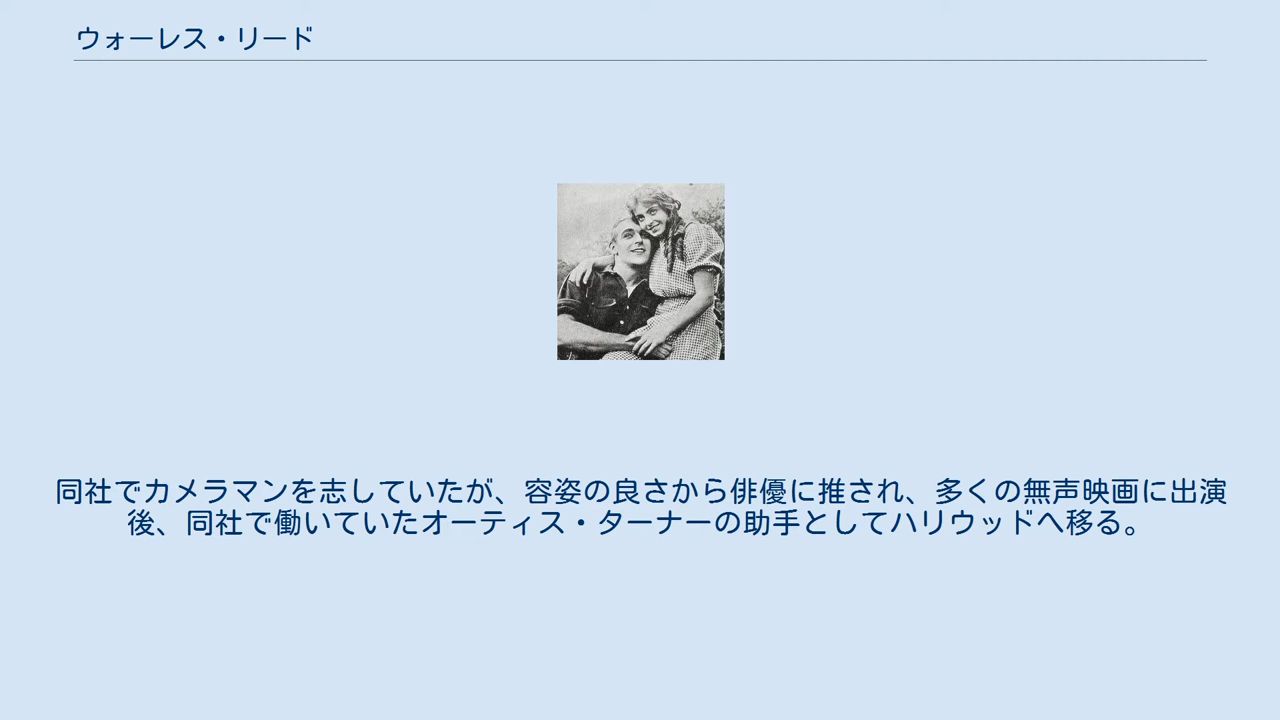 ウォーレス・リード
同社でカメラマンを志していたが、容姿の良さから俳優に推され、多くの無声映画に出演
後、同社で働いていたオーティス・ターナーの助手としてハリウッドへ移る。